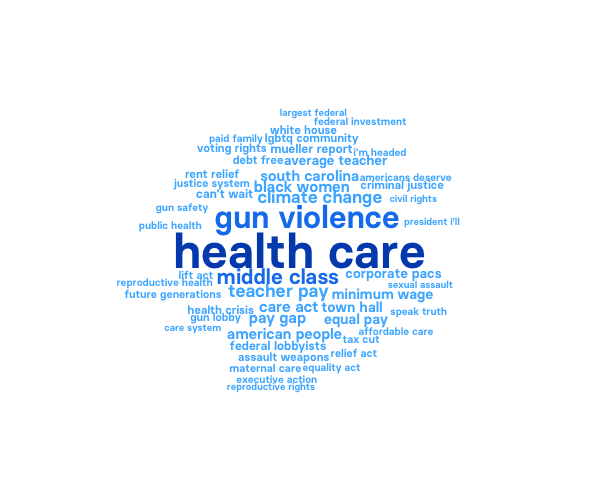 largest federal
federal investment
white house
paid family
lgbtq community
voting rights
mueller report
i'm headed
debt free
average teacher
rent relief
south carolina
americans deserve
justice system
black women
criminal justice
can't wait
climate change
civil rights
gun safety
gun violence
president i'll
public health
health care
lift act
middle class
corporate pacs
reproductive health
sexual assault
future generations
teacher pay
minimum wage
health crisis
care act
town hall
speak truth
gun lobby
pay gap
equal pay
care system
american people
affordable care
tax cut
federal lobbyists
assault weapons
relief act
maternal care
equality act
executive action
reproductive rights